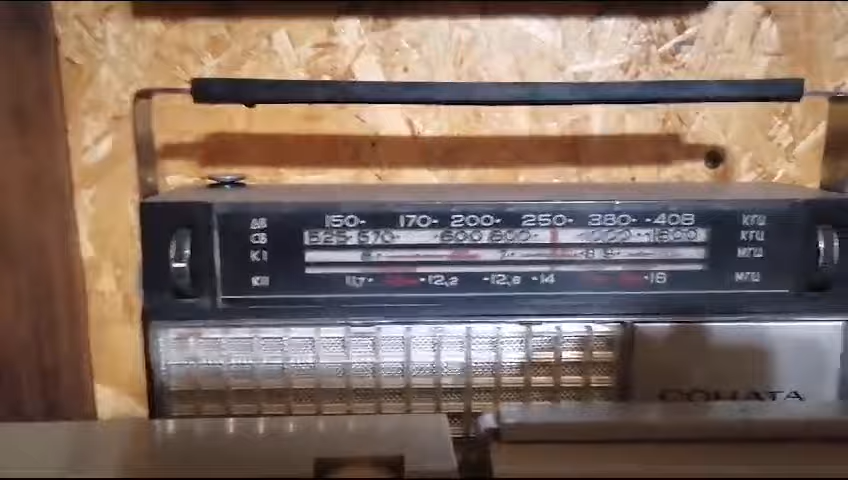 ДВ 150 170 200 250 380 408 КГЦ
СВ 525 570 600 800 1000 1600 КГЦ
КI МГЦ
КII 11,7 12,2 12,8 14 16 МГЦ
СОНАТА